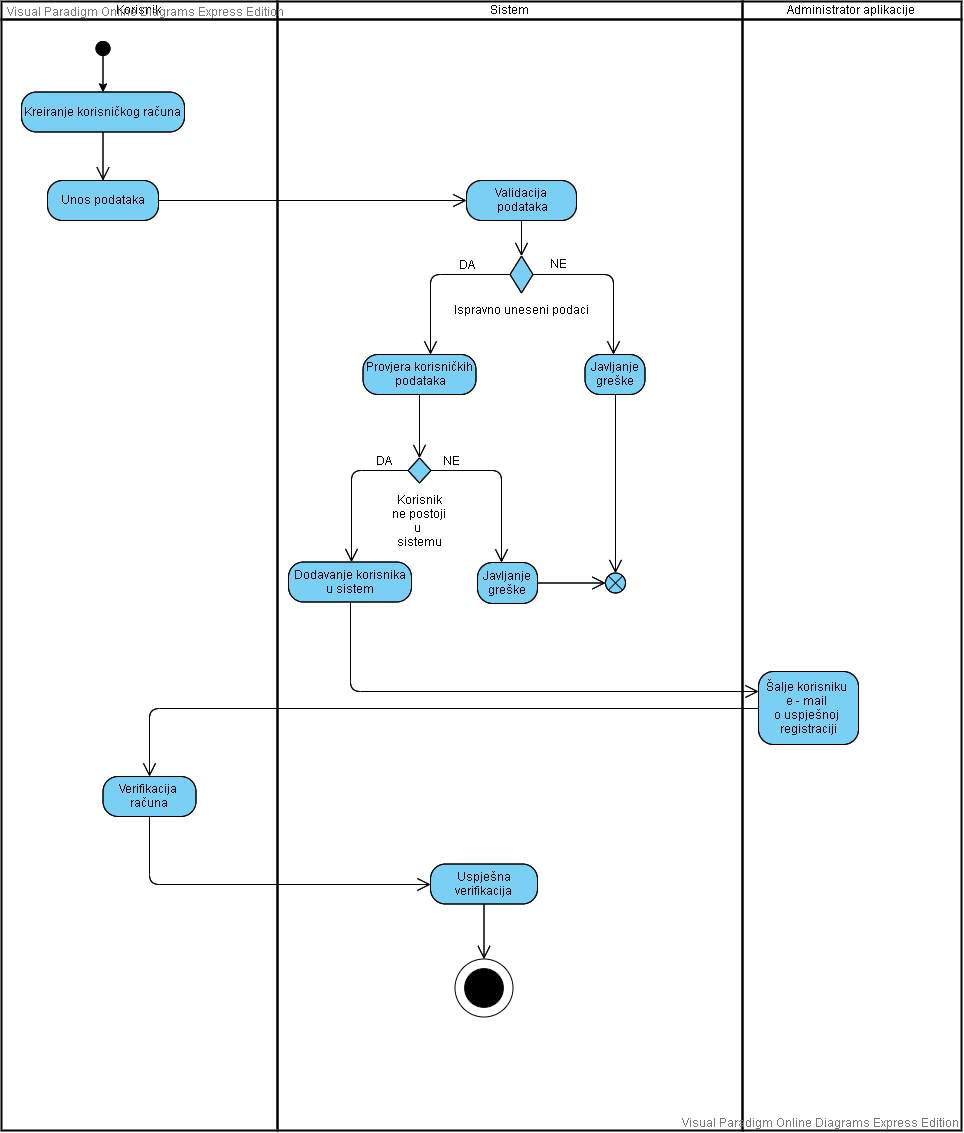 Visual Paradigm Online Diagrams Express Edition
Korisnik
Sistem
Administrator aplikacije
Kreiranje korisničkog računa
Unos podataka
Validacija
podataka
DA
NE
Ispravno uneseni podaci
Provjera korisničkih
podataka
Javljanje
greške
DA
NE
Korisnik
ne postoji
u
sistemu
Dodavanje korisnika
u sistem
Javljanje
greške
Šalje korisniku
e - mail
o uspješnoj
registraciji
Verifikacija
računa
Uspješna
verifikacija
Visual Paradigm Online Diagrams Express Edition